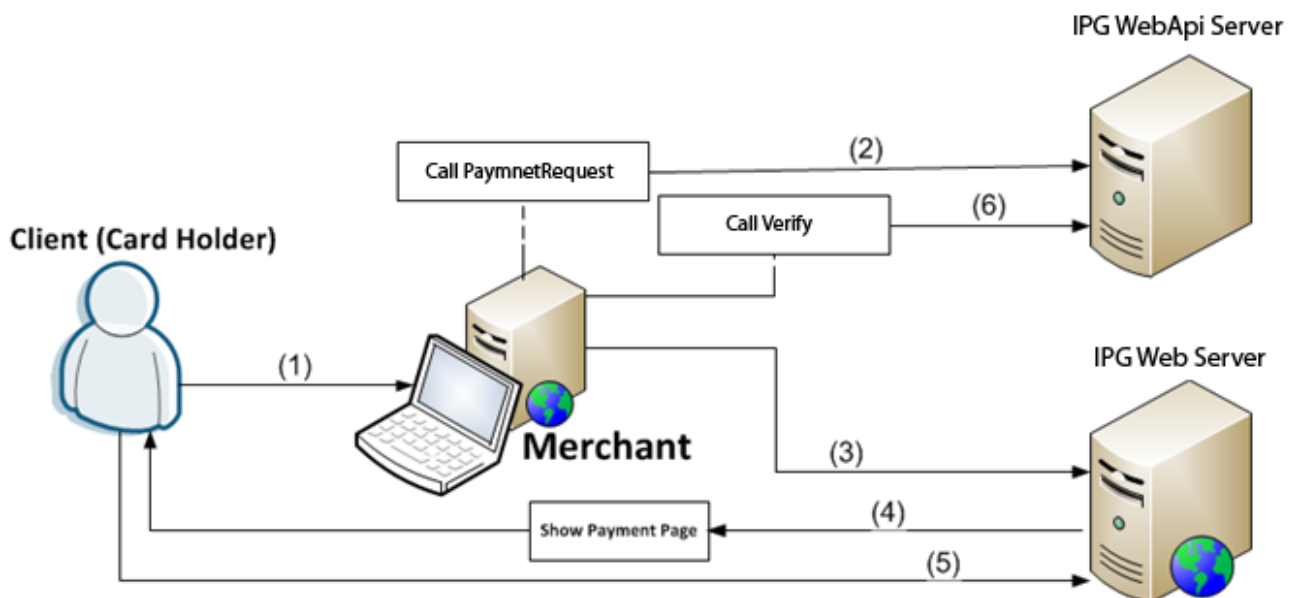 IPG WebApi Server
(2)
Call PaymnetRequest
(6)
Call Verify
Client (Card Holder)
(1)
IPG Web Server
Merchant
(3)
(4)
Show Payment Page
(5)